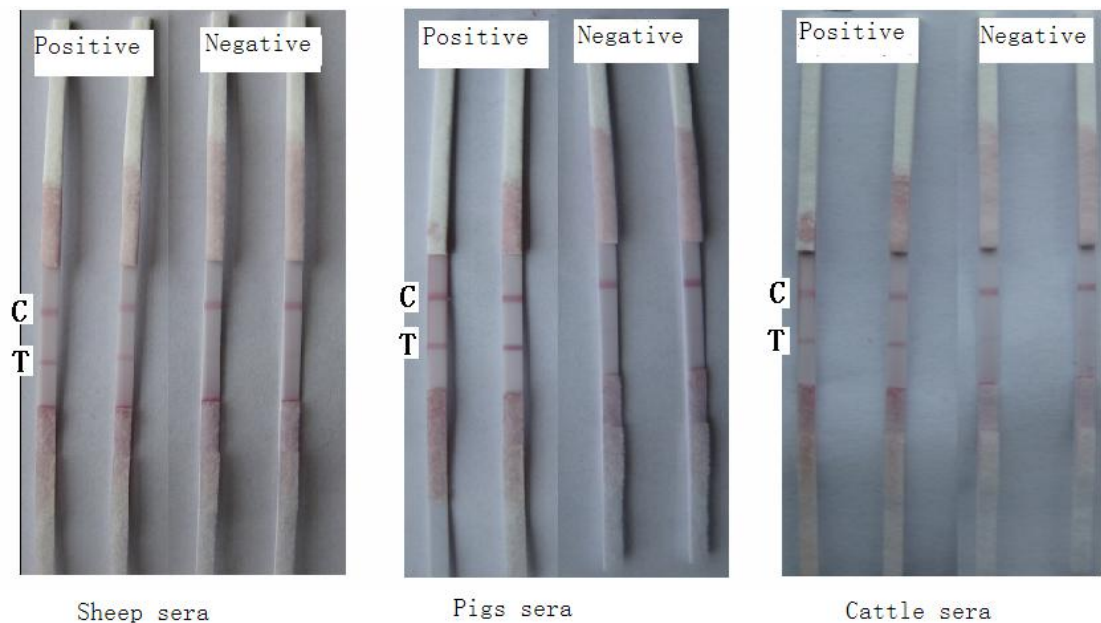 Positive Negative
C
T
Sheep sera
Positive Negative
C
T
Pigs sera
Positive Negative
C
T
Cattle sera